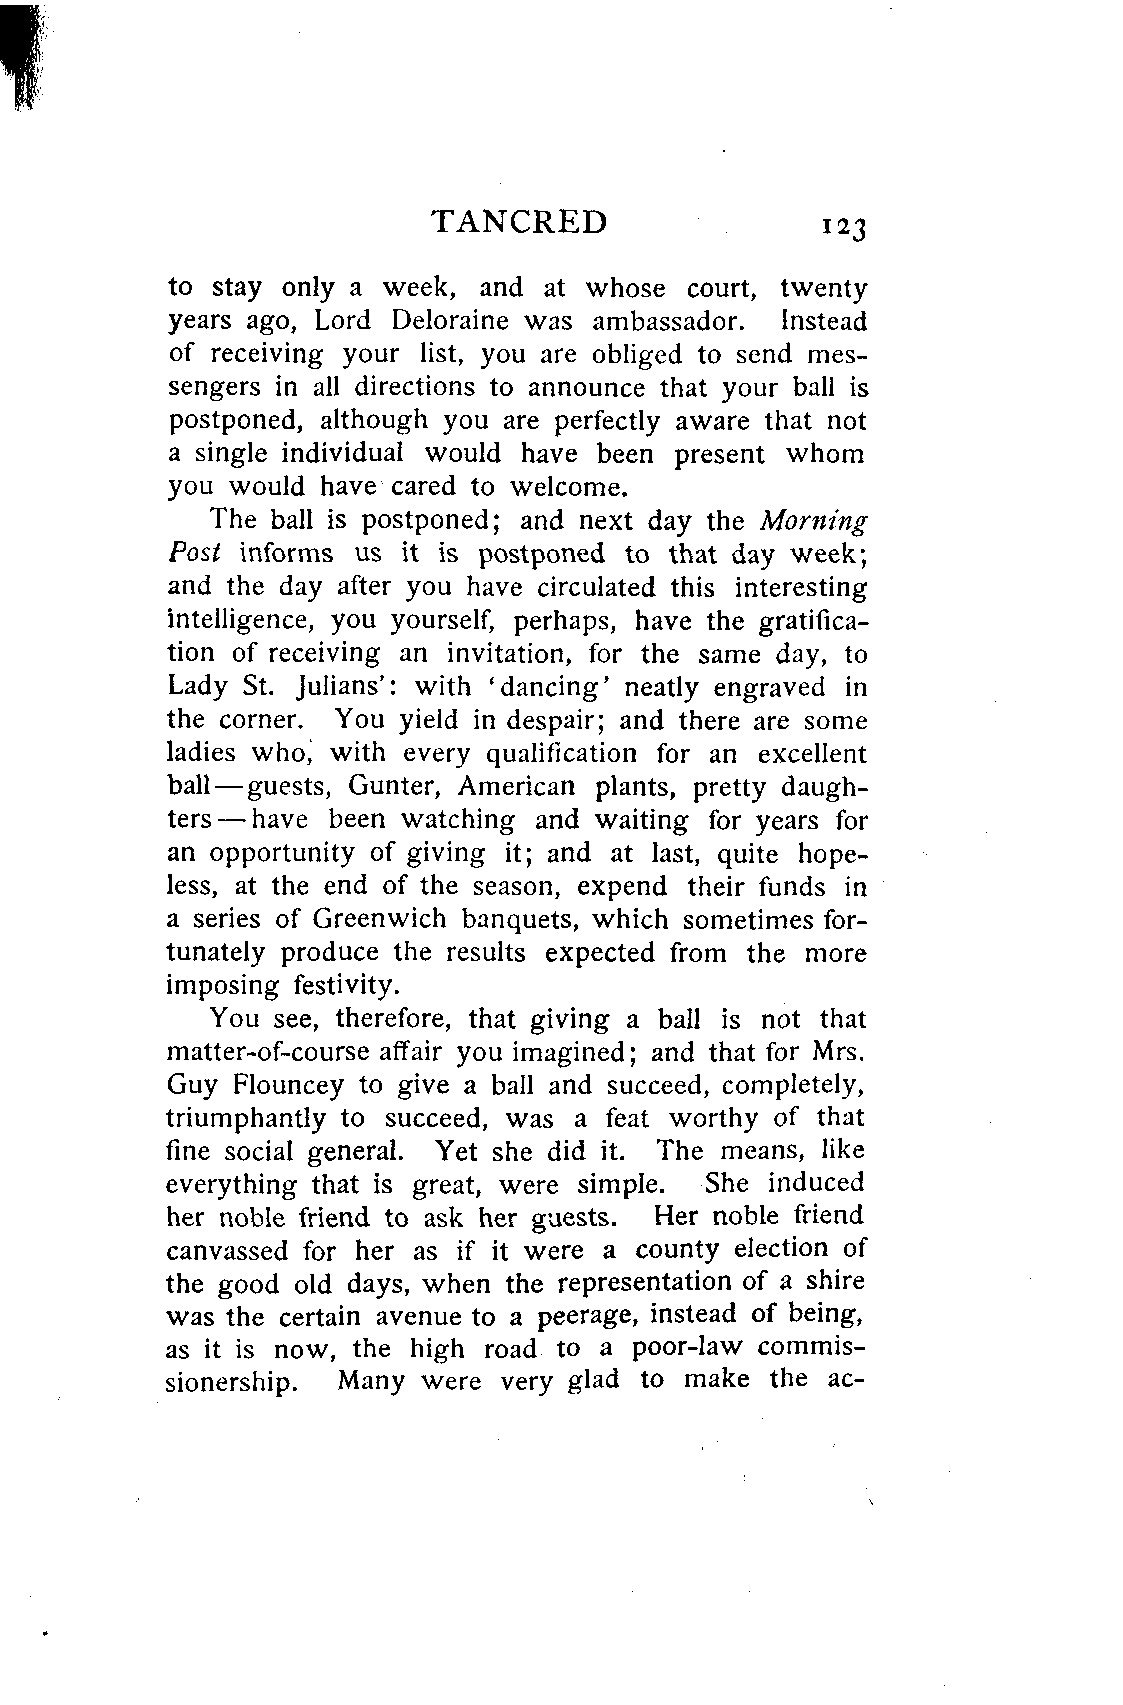 TANCRED 123
to stay only a week, and at whose court, twenty
years ago, Lord Deloraine was ambassador. Instead
of receiving your list, you are obliged to send mes-
sengers in all directions to announce that your ball is
postponed, although you are perfectly aware that not
a single individual would have been present whom
you would have cared to welcome.
The ball is postponed; and next day the Morning
Post informs us it is postponed to that day week;
and the day after you have circulated this interesting
intelligence, you yourself, perhaps, have the gratifica-
tion of receiving an invitation, for the same day, to
Lady St. Julians': with 'dancing' neatly engraved in
the corner. You yield in despair; and there are some
ladies who, with every qualification for an excellent
ball—guests, Gunter, American plants, pretty daugh-
ters—have been watching and waiting for years for
an opportunity of giving it; and at last, quite hope-
less, at the end of the season, expend their funds in
a series of Greenwich banquets, which sometimes for-
tunately produce the results expected from the more
imposing festivity.
You see, therefore, that giving a ball is not that
matter-of-course affair you imagined; and that for Mrs.
Guy Flouncey to give a ball and succeed, completely,
triumphantly to succeed, was a feat worthy of that
fine social general. Yet she did it. The means, like
everything that is great, were simple. She induced
her noble friend to ask her guests. Her noble friend
canvassed for her as if it were a county election of
the good old days, when the representation of a shire
was the certain avenue to a peerage, instead of being,
as it is now, the high road to a poor-law commis-
sionership. Many were very glad to make the ac-